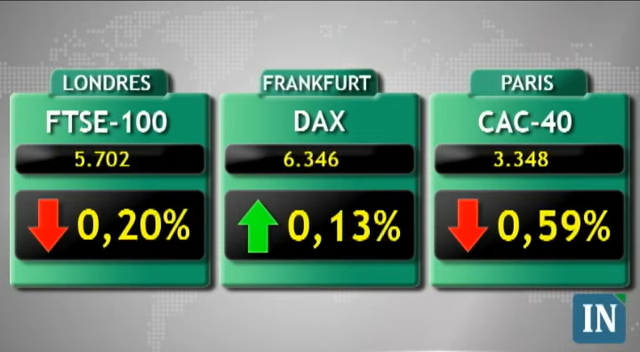 LONDRES
FTSE-100
5.702
0,20%
FRANKFURT
DAX
6.346
0,13%
PARIS
CAC-40
3.348
0,59%
IN